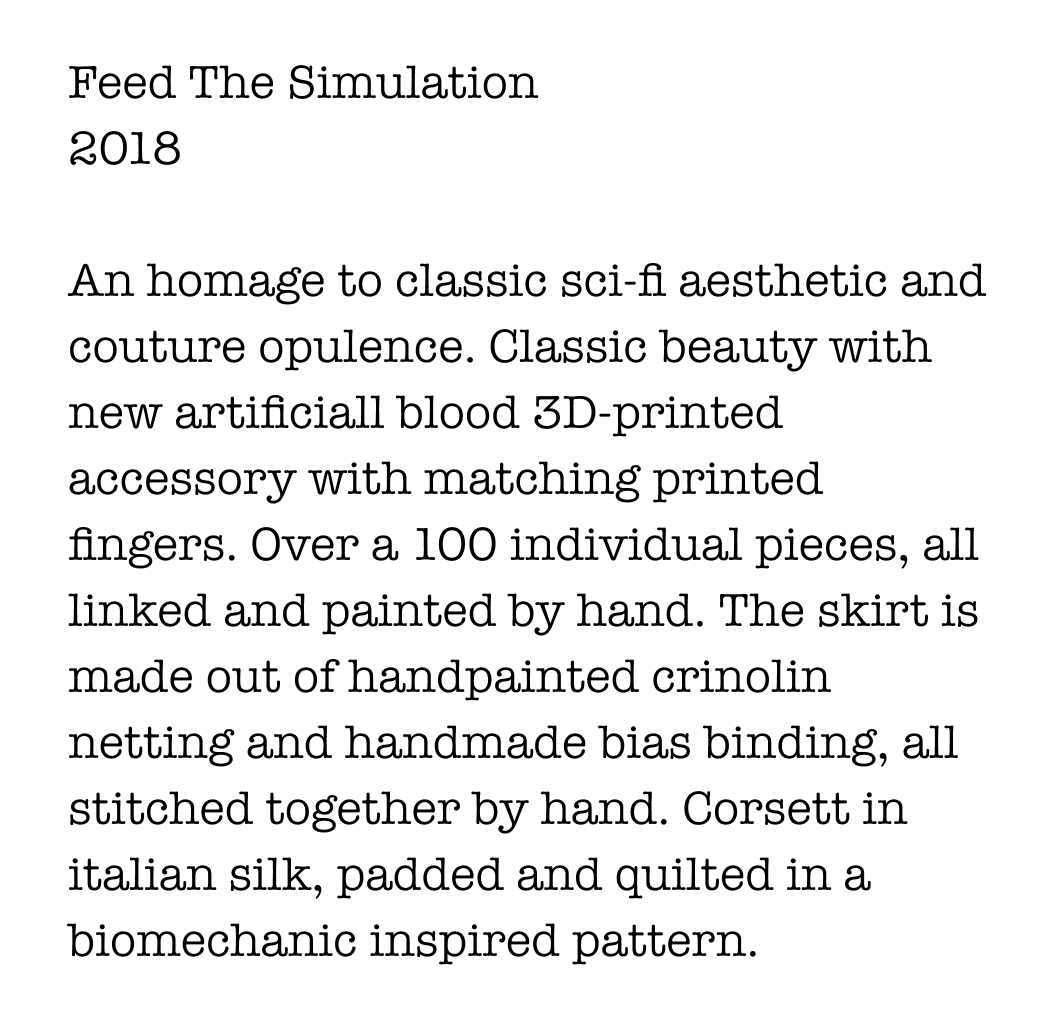 Feed The Simulation
2018
An homage to classic sci-fi aesthetic and
couture opulence. Classic beauty with
new artificiall blood 3D-printed
accessory with matching printed
fingers. Over a 100 individual pieces, all
linked and painted by hand. The skirt is
made out of handpainted crinolin
netting and handmade bias binding, all
stitched together by hand. Corsett in
italian silk, padded and quilted in a
biomechanic inspired pattern.